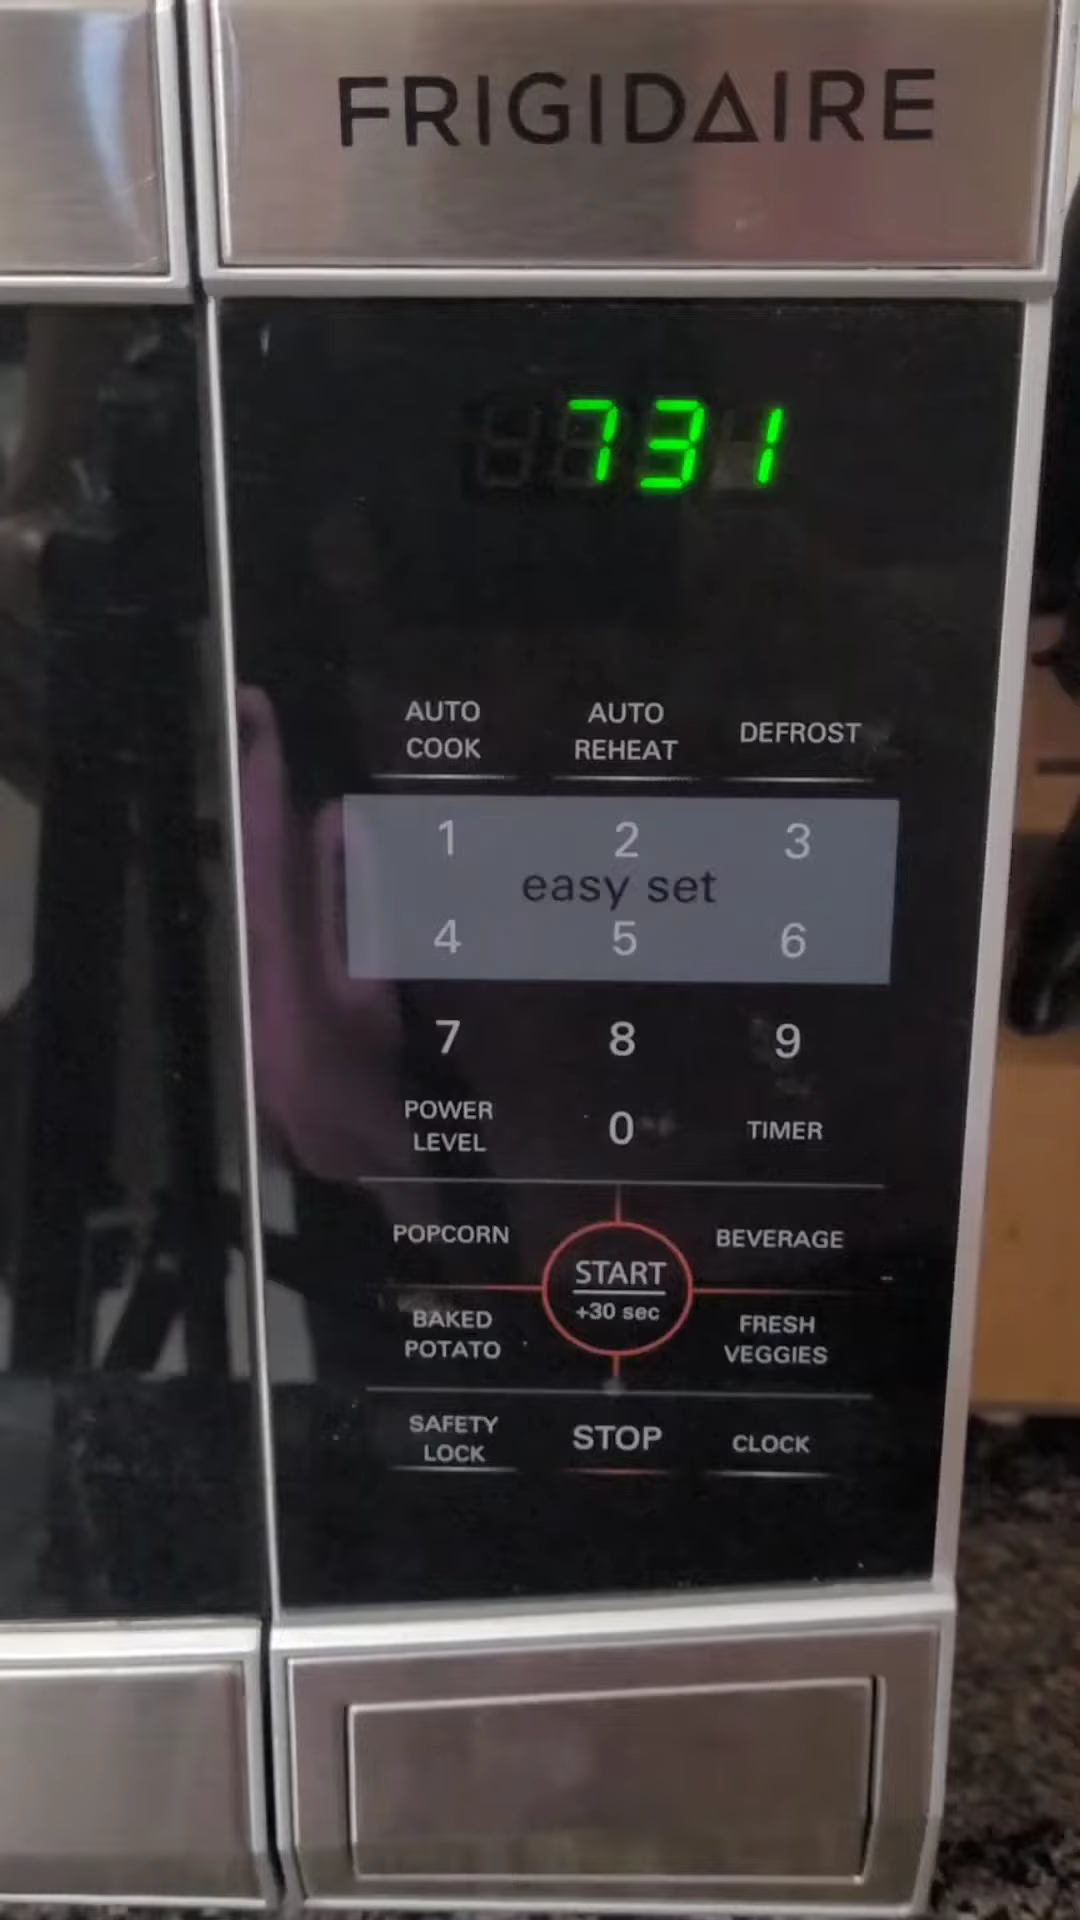 FRIGIDAIRE
731
AUTO COOK
AUTO REHEAT
DEFROST
1 2 3
easy set
4 5 6
7 8 9
POWER LEVEL
0
TIMER
POPCORN
START
+30 sec
BEVERAGE
BAKED POTATO
FRESH VEGGIES
SAFETY LOCK
STOP
CLOCK